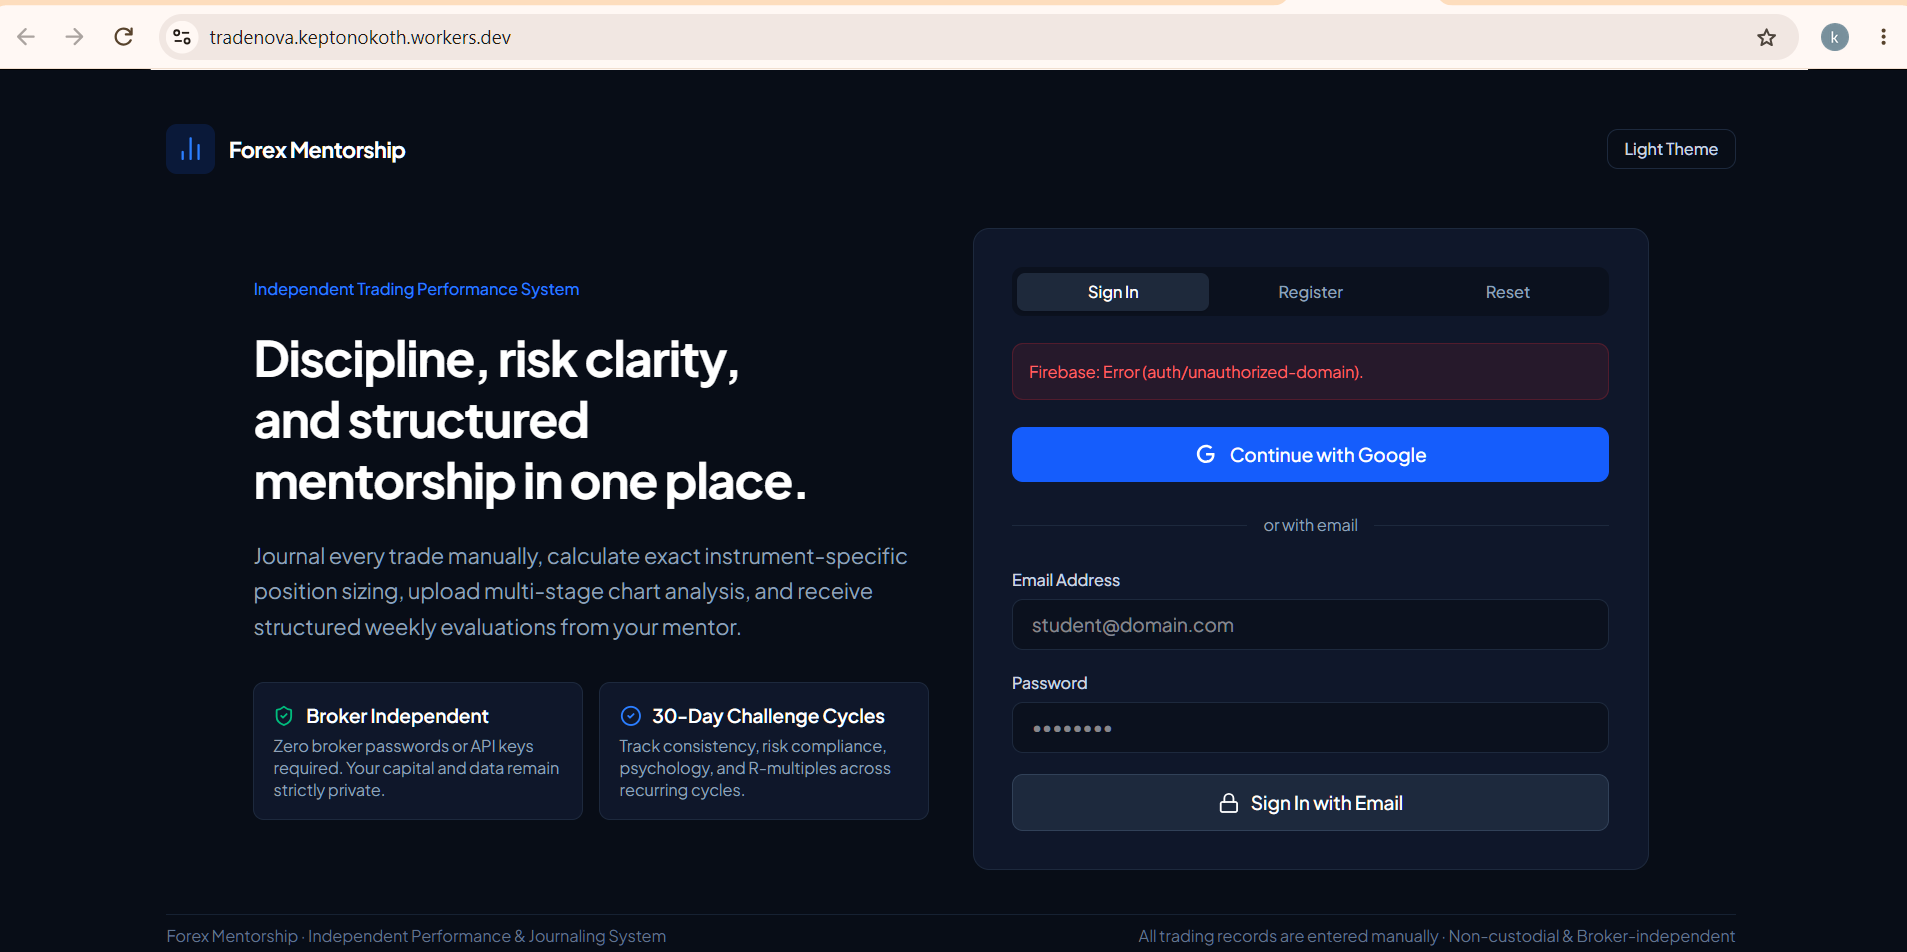 tradenova.keptonokoth.workers.dev
k
Forex Mentorship
Light Theme
Independent Trading Performance System
Discipline, risk clarity,
and structured
mentorship in one place.
Journal every trade manually, calculate exact instrument-specific
position sizing, upload multi-stage chart analysis, and receive
structured weekly evaluations from your mentor.
Broker Independent
Zero broker passwords or API keys
required. Your capital and data remain
strictly private.
30-Day Challenge Cycles
Track consistency, risk compliance,
psychology, and R-multiples across
recurring cycles.
Sign In
Register
Reset
Firebase: Error (auth/unauthorized-domain).
G Continue with Google
or with email
Email Address
student@domain.com
Password
••••••••
Sign In with Email
Forex Mentorship · Independent Performance & Journaling System
All trading records are entered manually · Non-custodial & Broker-independent